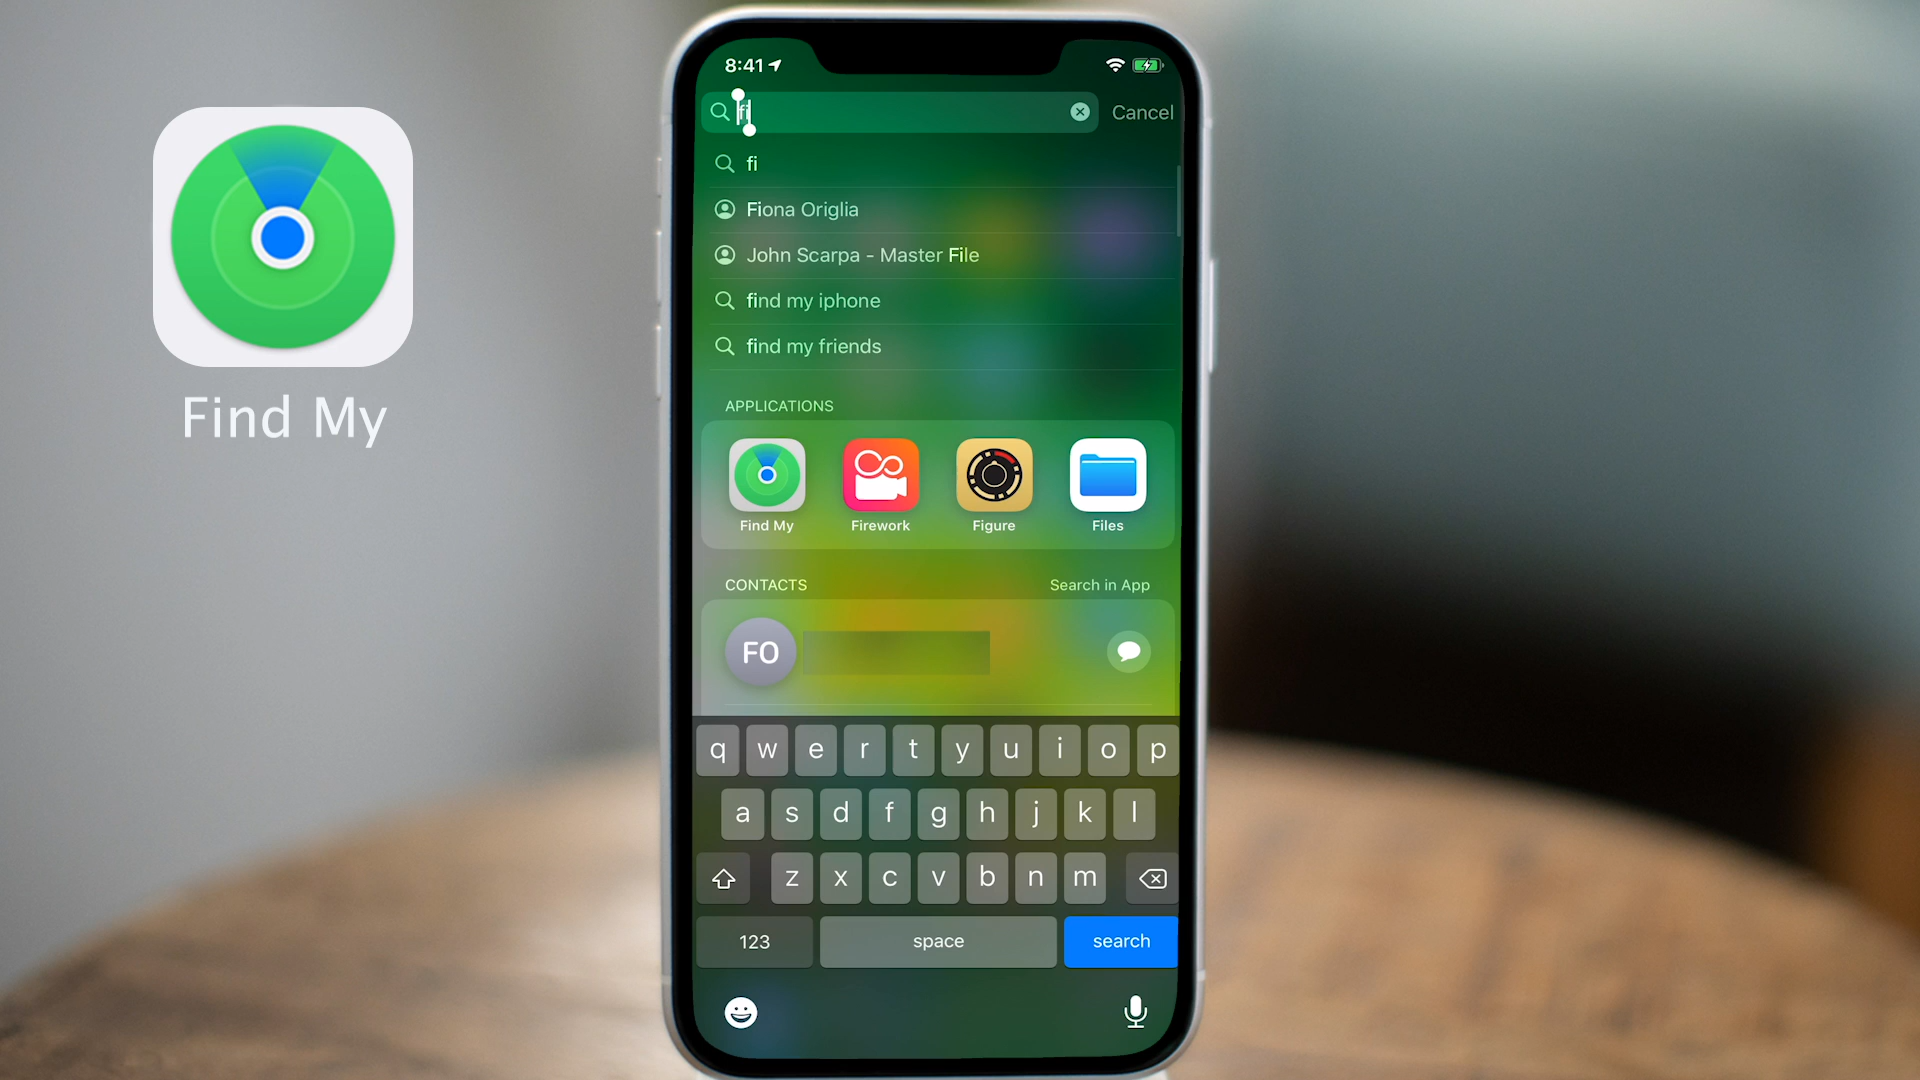 Find My
8:41
fi
Cancel
fi
Fiona Origlia
John Scarpa - Master File
find my iphone
find my friends
APPLICATIONS
Find My
Firework
Figure
Files
CONTACTS
Search in App
FO
q w e r t y u i o p
a s d f g h j k l
z x c v b n m
123
space
search